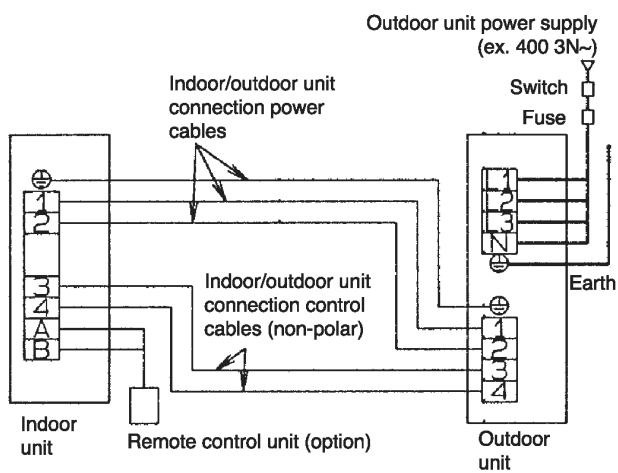 Outdoor unit power supply
(ex. 400 3N~)
Switch
Fuse
Indoor/outdoor unit
connection power
cables
1
2
3
4
A
B
Indoor/outdoor unit
connection control
cables (non-polar)
1
2
3
N
Earth
1
2
3
4
Indoor
unit
Remote control unit (option)
Outdoor
unit